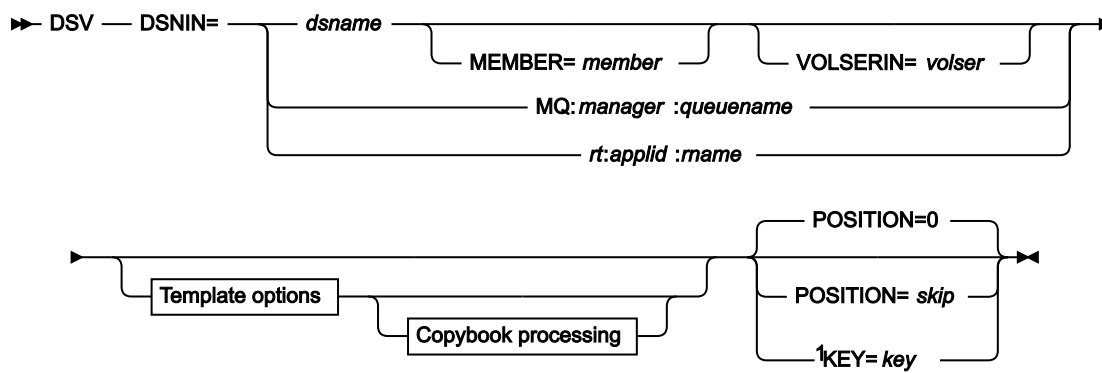 DSV DSNIN= dsname
MEMBER= member VOLSERIN= volser
MQ:manager :queuename
rt:applid :rname
POSITION=0
Template options POSITION= skip
Copybook processing
1KEY= key